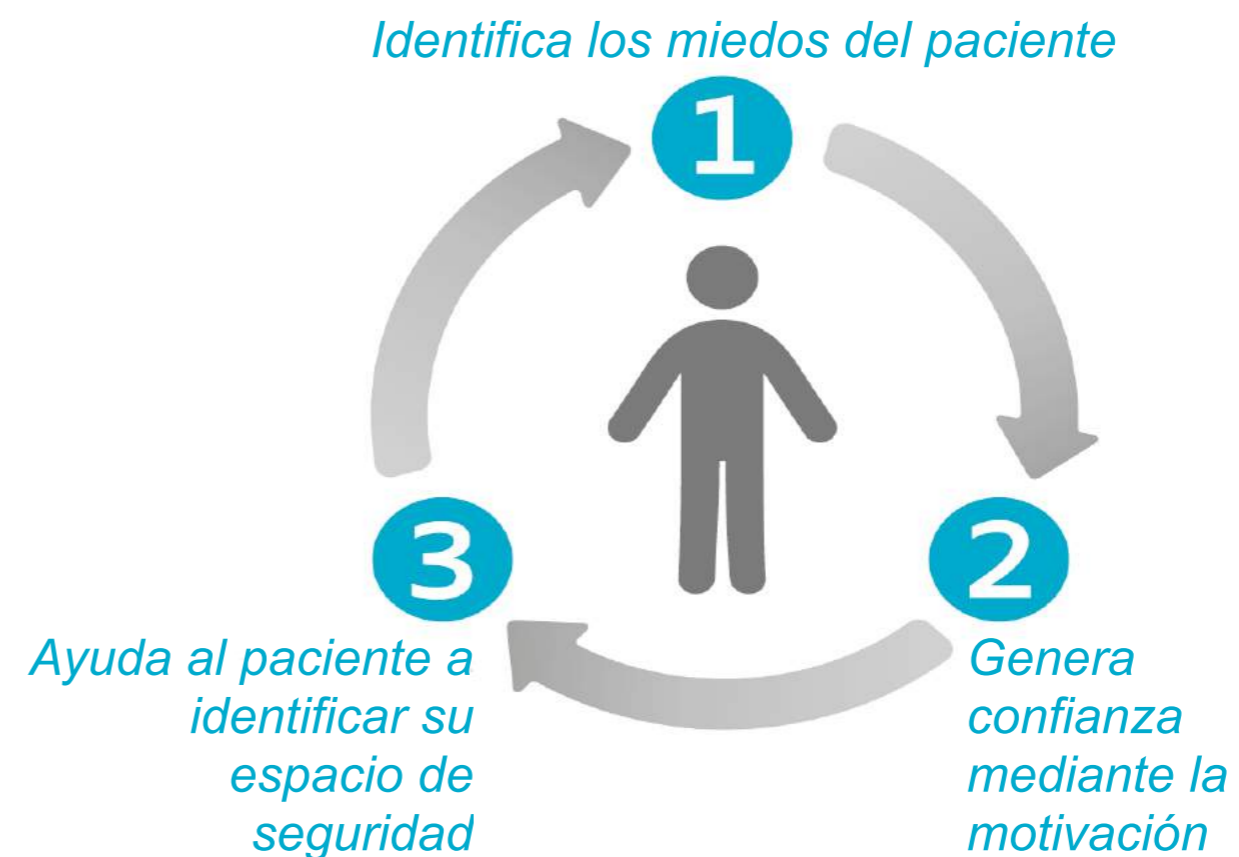 Identifica los miedos del paciente
1
2
Genera
confianza
mediante la
motivación
3
Ayuda al paciente a
identificar su
espacio de
seguridad